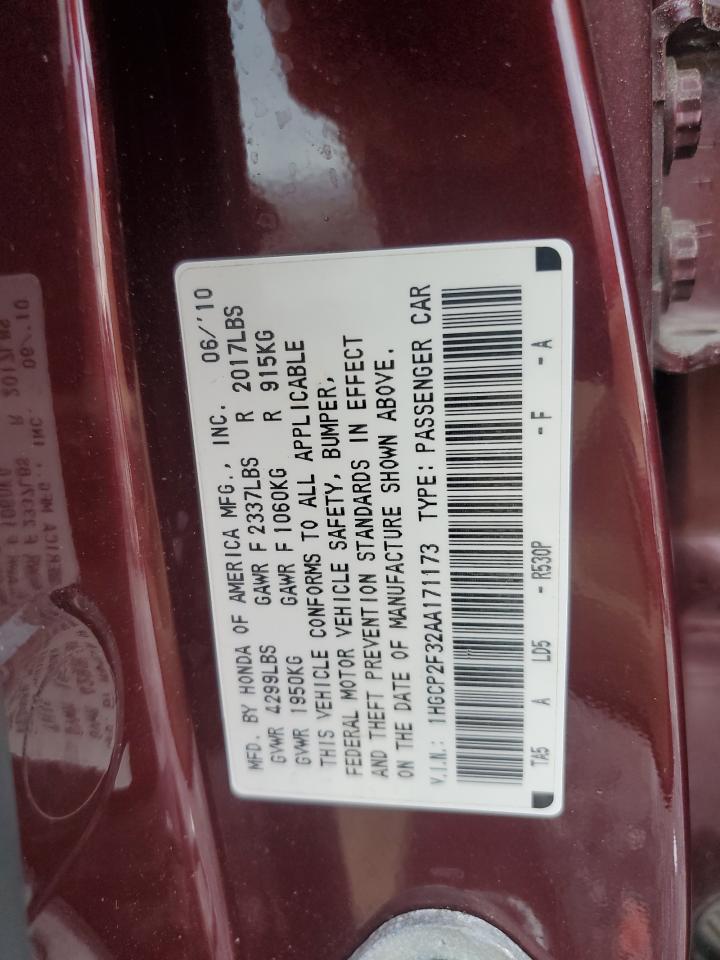 MFD. BY HONDA OF AMERICA MFG., INC. 06/'10
GVWR 4299LBS GAWR F 2337LBS R 2017LBS
GVWR 1950KG GAWR F 1060KG R 915KG
THIS VEHICLE CONFORMS TO ALL APPLICABLE
FEDERAL MOTOR VEHICLE SAFETY, BUMPER,
AND THEFT PREVENTION STANDARDS IN EFFECT
ON THE DATE OF MANUFACTURE SHOWN ABOVE.
V.I.N.: 1HGCP2F32AA171173 TYPE: PASSENGER CAR
TA5 A LD5 - R530P - F - A